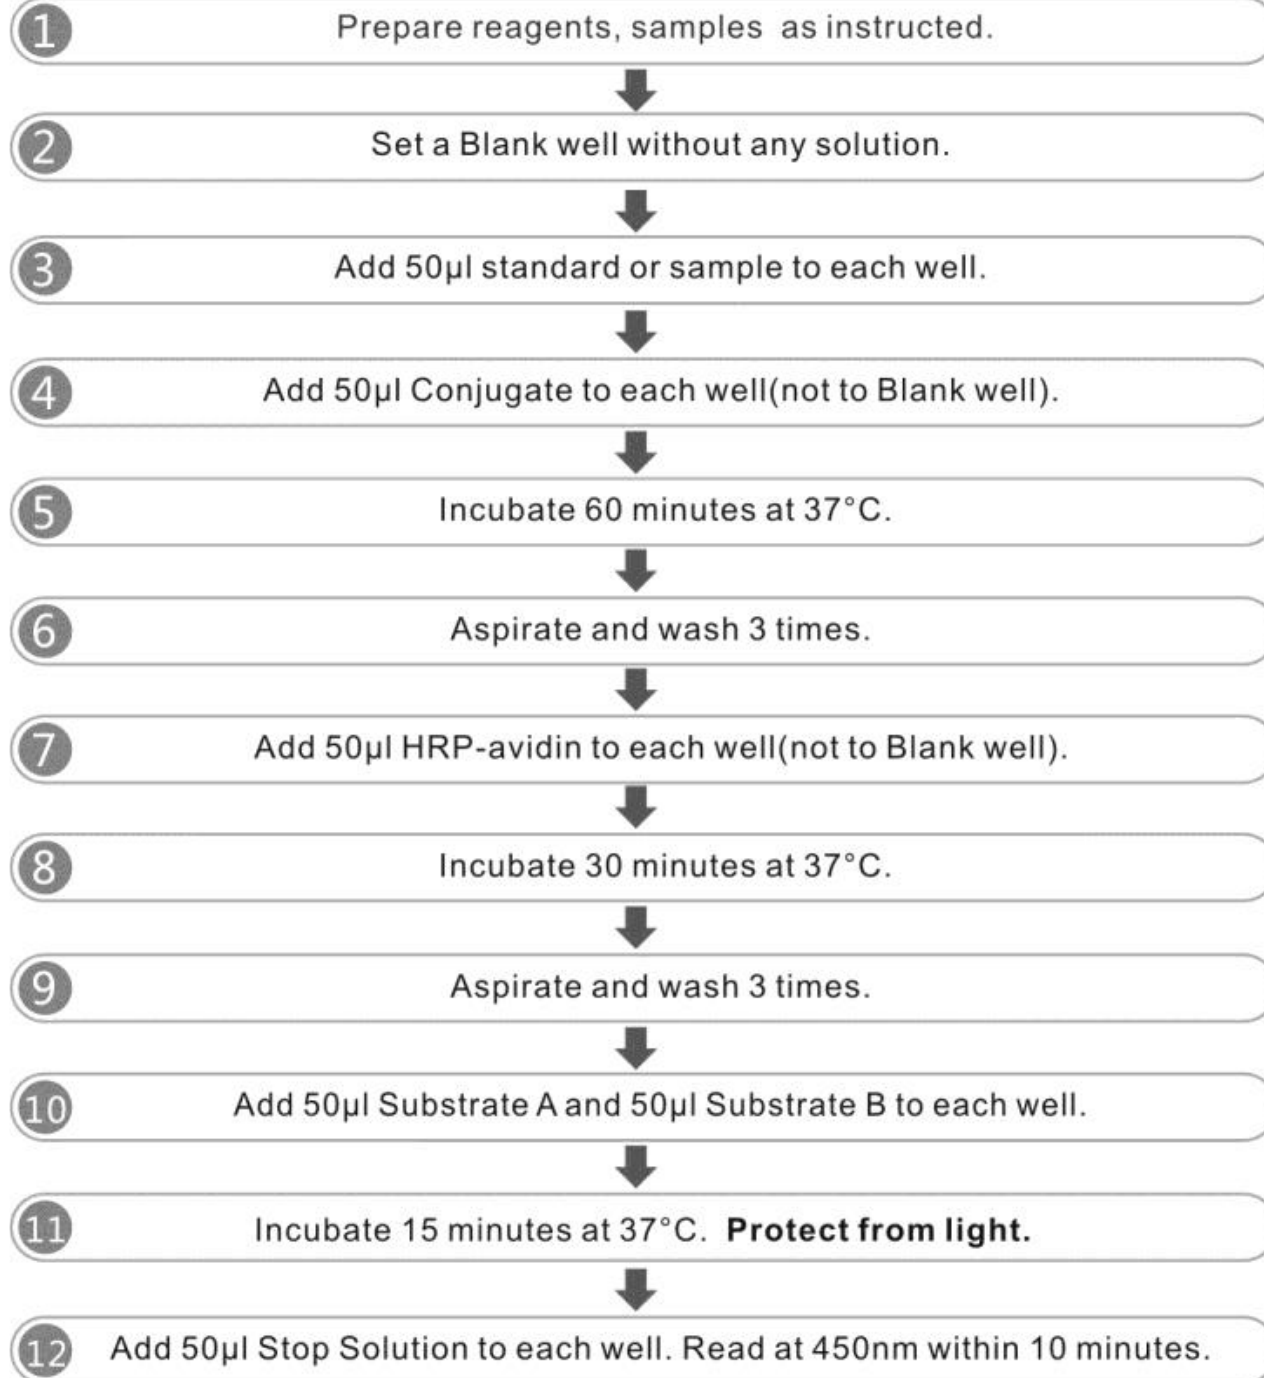 1 Prepare reagents, samples as instructed.
2 Set a Blank well without any solution.
3 Add 50µl standard or sample to each well.
4 Add 50µl Conjugate to each well(not to Blank well).
5 Incubate 60 minutes at 37°C.
6 Aspirate and wash 3 times.
7 Add 50µl HRP-avidin to each well(not to Blank well).
8 Incubate 30 minutes at 37°C.
9 Aspirate and wash 3 times.
10 Add 50µl Substrate A and 50µl Substrate B to each well.
11 Incubate 15 minutes at 37°C. Protect from light.
12 Add 50µl Stop Solution to each well. Read at 450nm within 10 minutes.